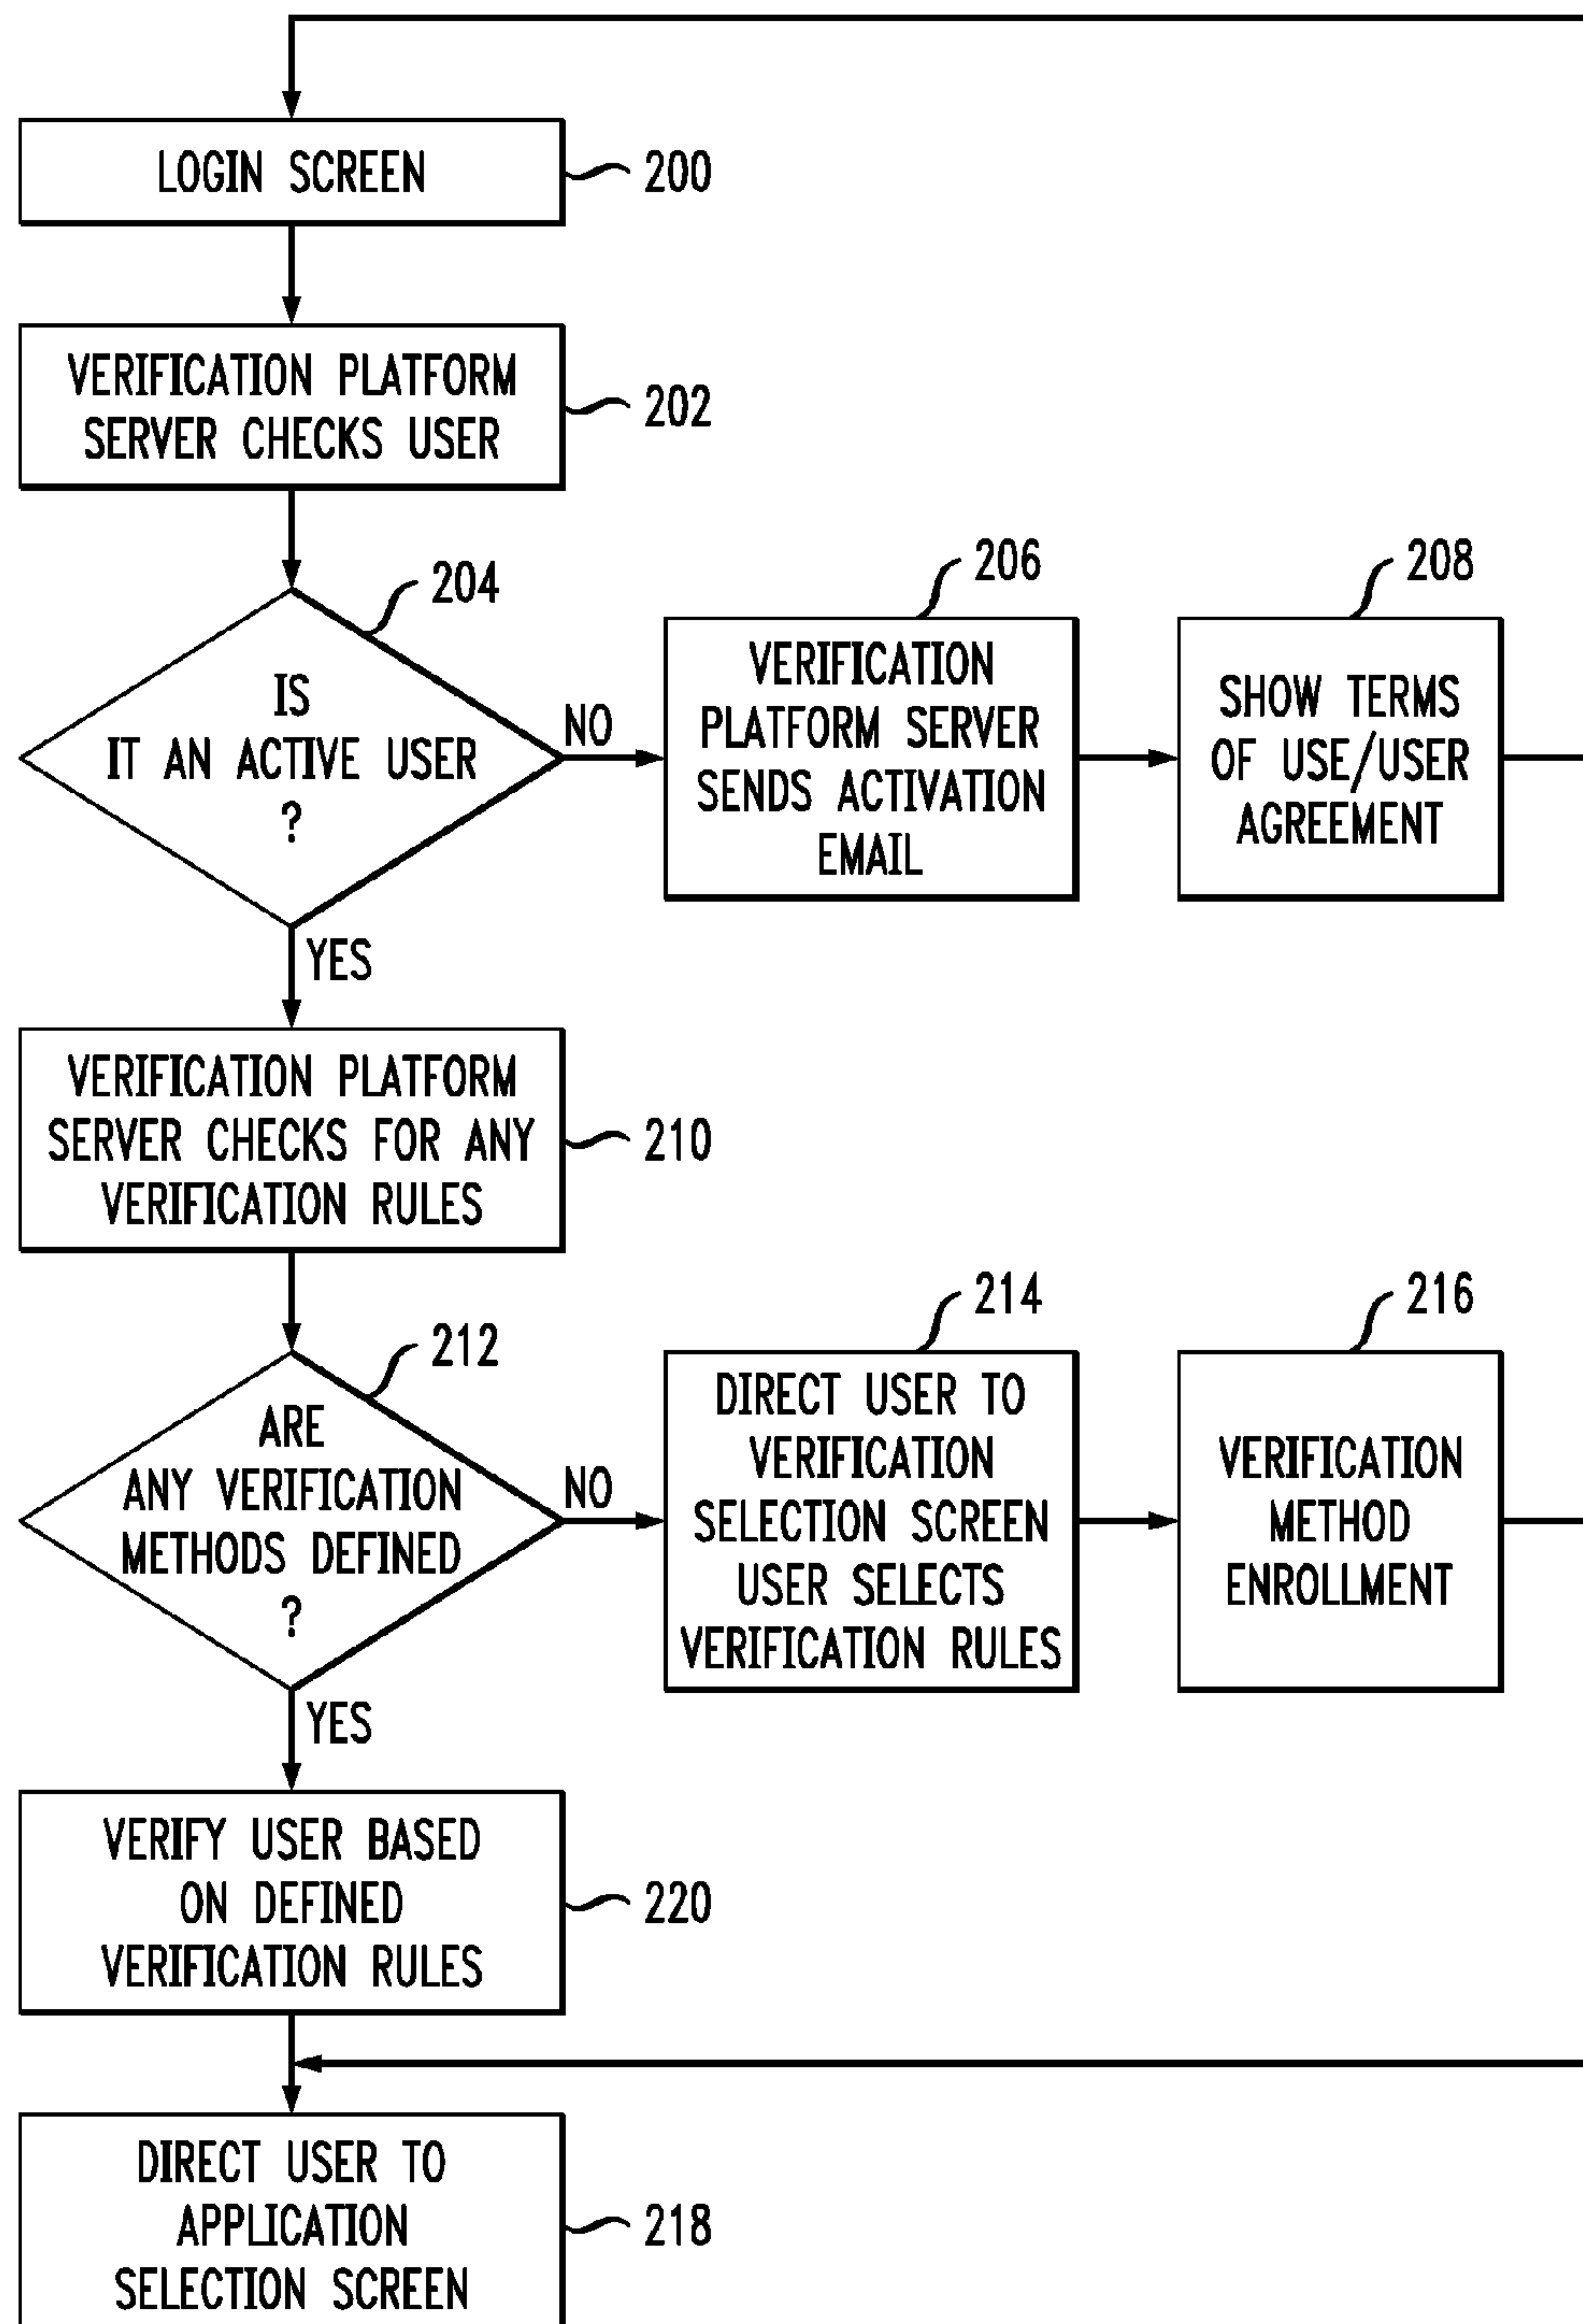 LOGIN SCREEN
200
VERIFICATION PLATFORM
SERVER CHECKS USER
202
204
IS
IT AN ACTIVE USER
?
NO
YES
206
VERIFICATION
PLATFORM SERVER
SENDS ACTIVATION
EMAIL
208
SHOW TERMS
OF USE/USER
AGREEMENT
VERIFICATION PLATFORM
SERVER CHECKS FOR ANY
VERIFICATION RULES
210
212
ARE
ANY VERIFICATION
METHODS DEFINED
?
NO
YES
214
DIRECT USER TO
VERIFICATION
SELECTION SCREEN
USER SELECTS
VERIFICATION RULES
216
VERIFICATION
METHOD
ENROLLMENT
VERIFY USER BASED
ON DEFINED
VERIFICATION RULES
220
DIRECT USER TO
APPLICATION
SELECTION SCREEN
218